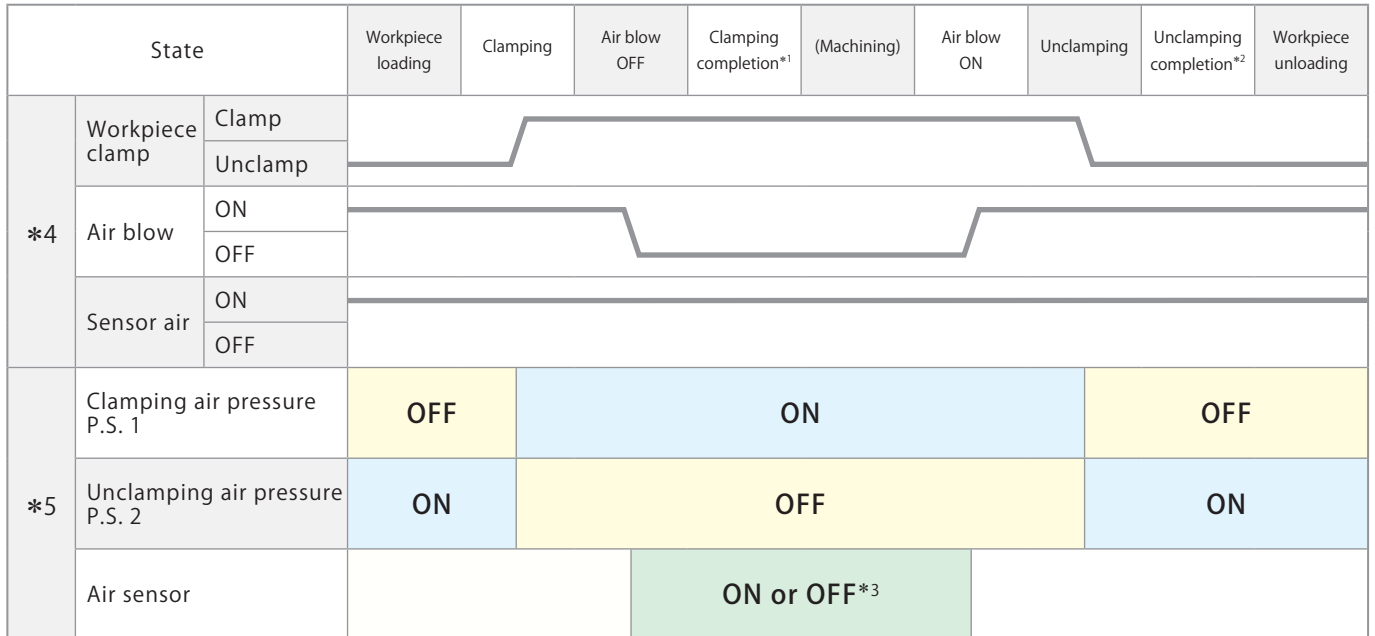 State
Workpiece
loading
Clamping
Air blow
OFF
Clamping
completion*1
(Machining)
Air blow
ON
Unclamping
Unclamping
completion*2
Workpiece
unloading
*4
Workpiece
clamp
Clamp
Unclamp
Air blow
ON
OFF
Sensor air
ON
OFF
*5
Clamping air pressure
P.S. 1
OFF
ON
OFF
Unclamping air pressure
P.S. 2
ON
OFF
ON
Air sensor
ON or OFF*3